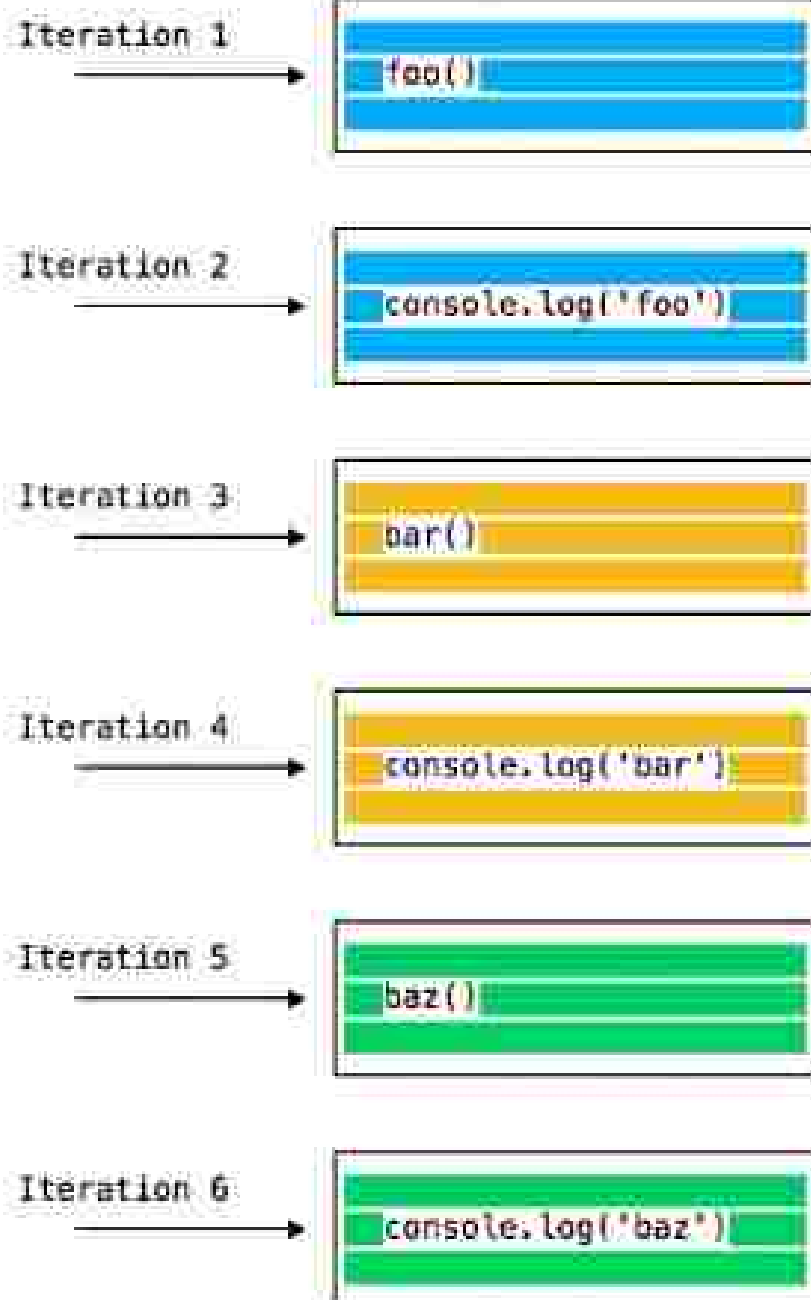 Iteration 1
foo()
Iteration 2
console.log('foo')
Iteration 3
bar()
Iteration 4
console.log('bar')
Iteration 5
baz()
Iteration 6
console.log('baz')